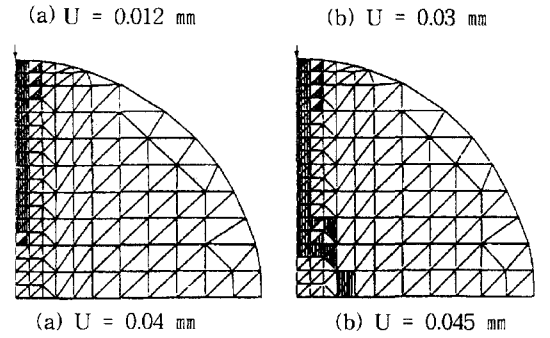 (a) U = 0.012 mm
(b) U = 0.03 mm
(a) U = 0.04 mm
(b) U = 0.045 mm